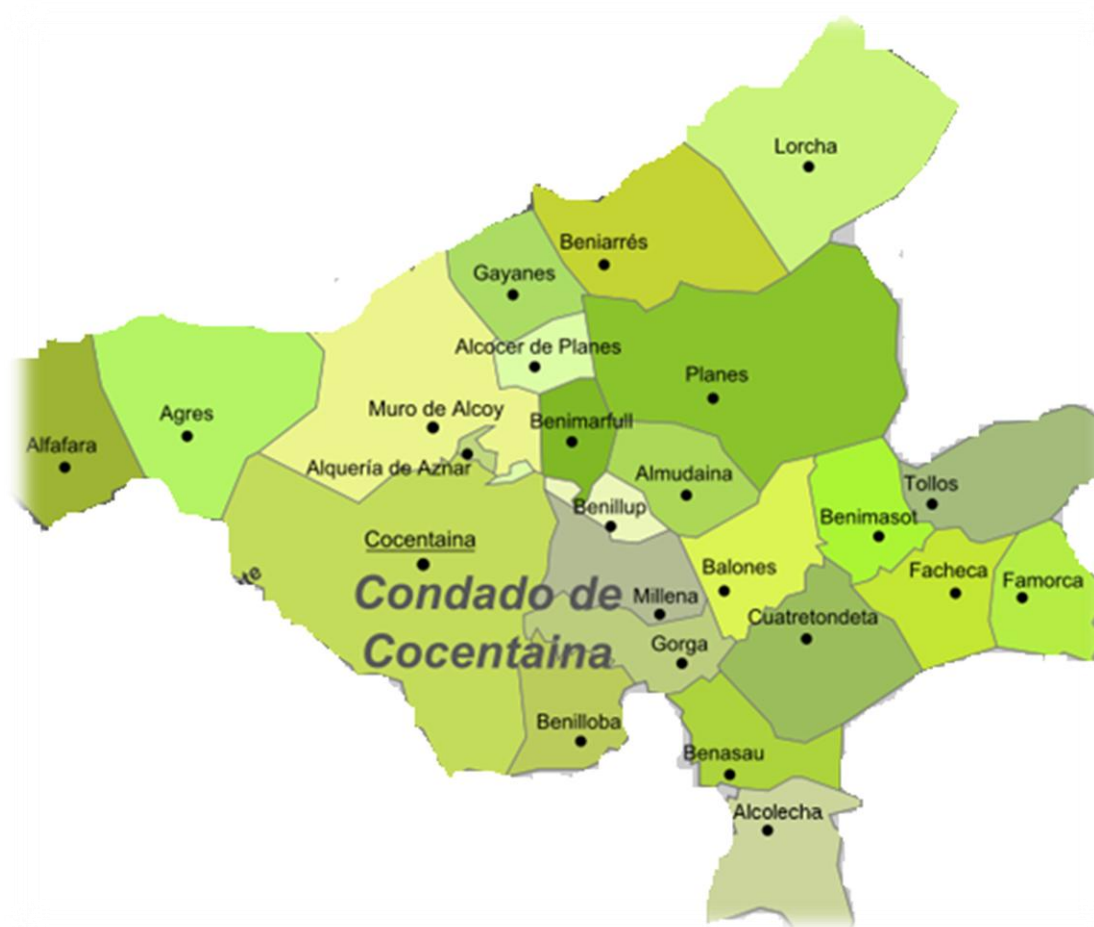 Lorcha
Beniarrés
Gayanes
Alcocer de Planes
Planes
Muro de Alcoy
Agres
Benimarfull
Alfafara
Alquería de Aznar
Almudaina
Tollos
Benillup
Benimasot
Cocentaina
Balones
Facheca
Famorca
Condado de
Cocentaina
Millena
Cuatretondeta
Gorga
Benilloba
Benasau
Alcolecha